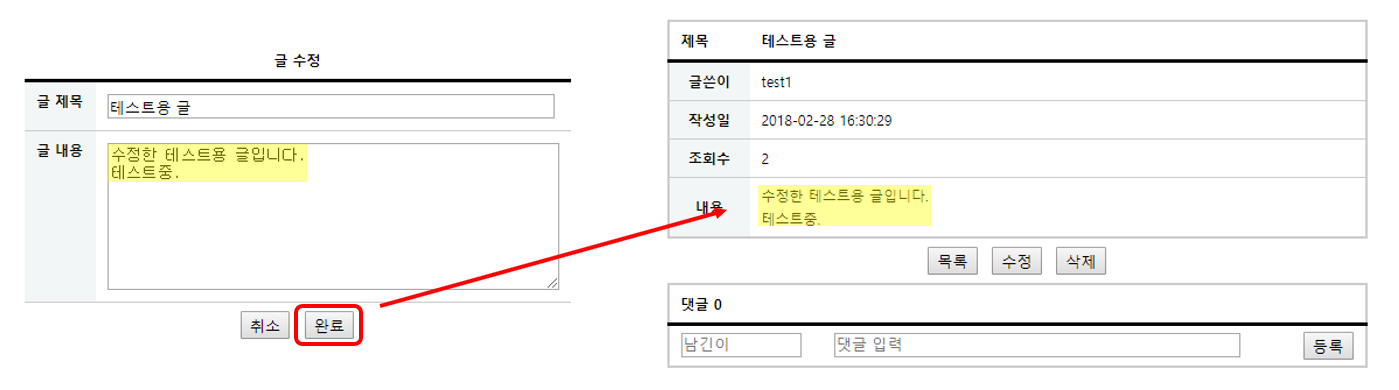 글 수정
글 제목 테스트용 글
글 내용 수정한 테스트용 글입니다.
테스트중.
취소 완료
제목 테스트용 글
글쓴이 test1
작성일 2018-02-28 16:30:29
조회수 2
내용 수정한 테스트용 글입니다.
테스트중.
목록 수정 삭제
댓글 0
남긴이 댓글 입력 등록